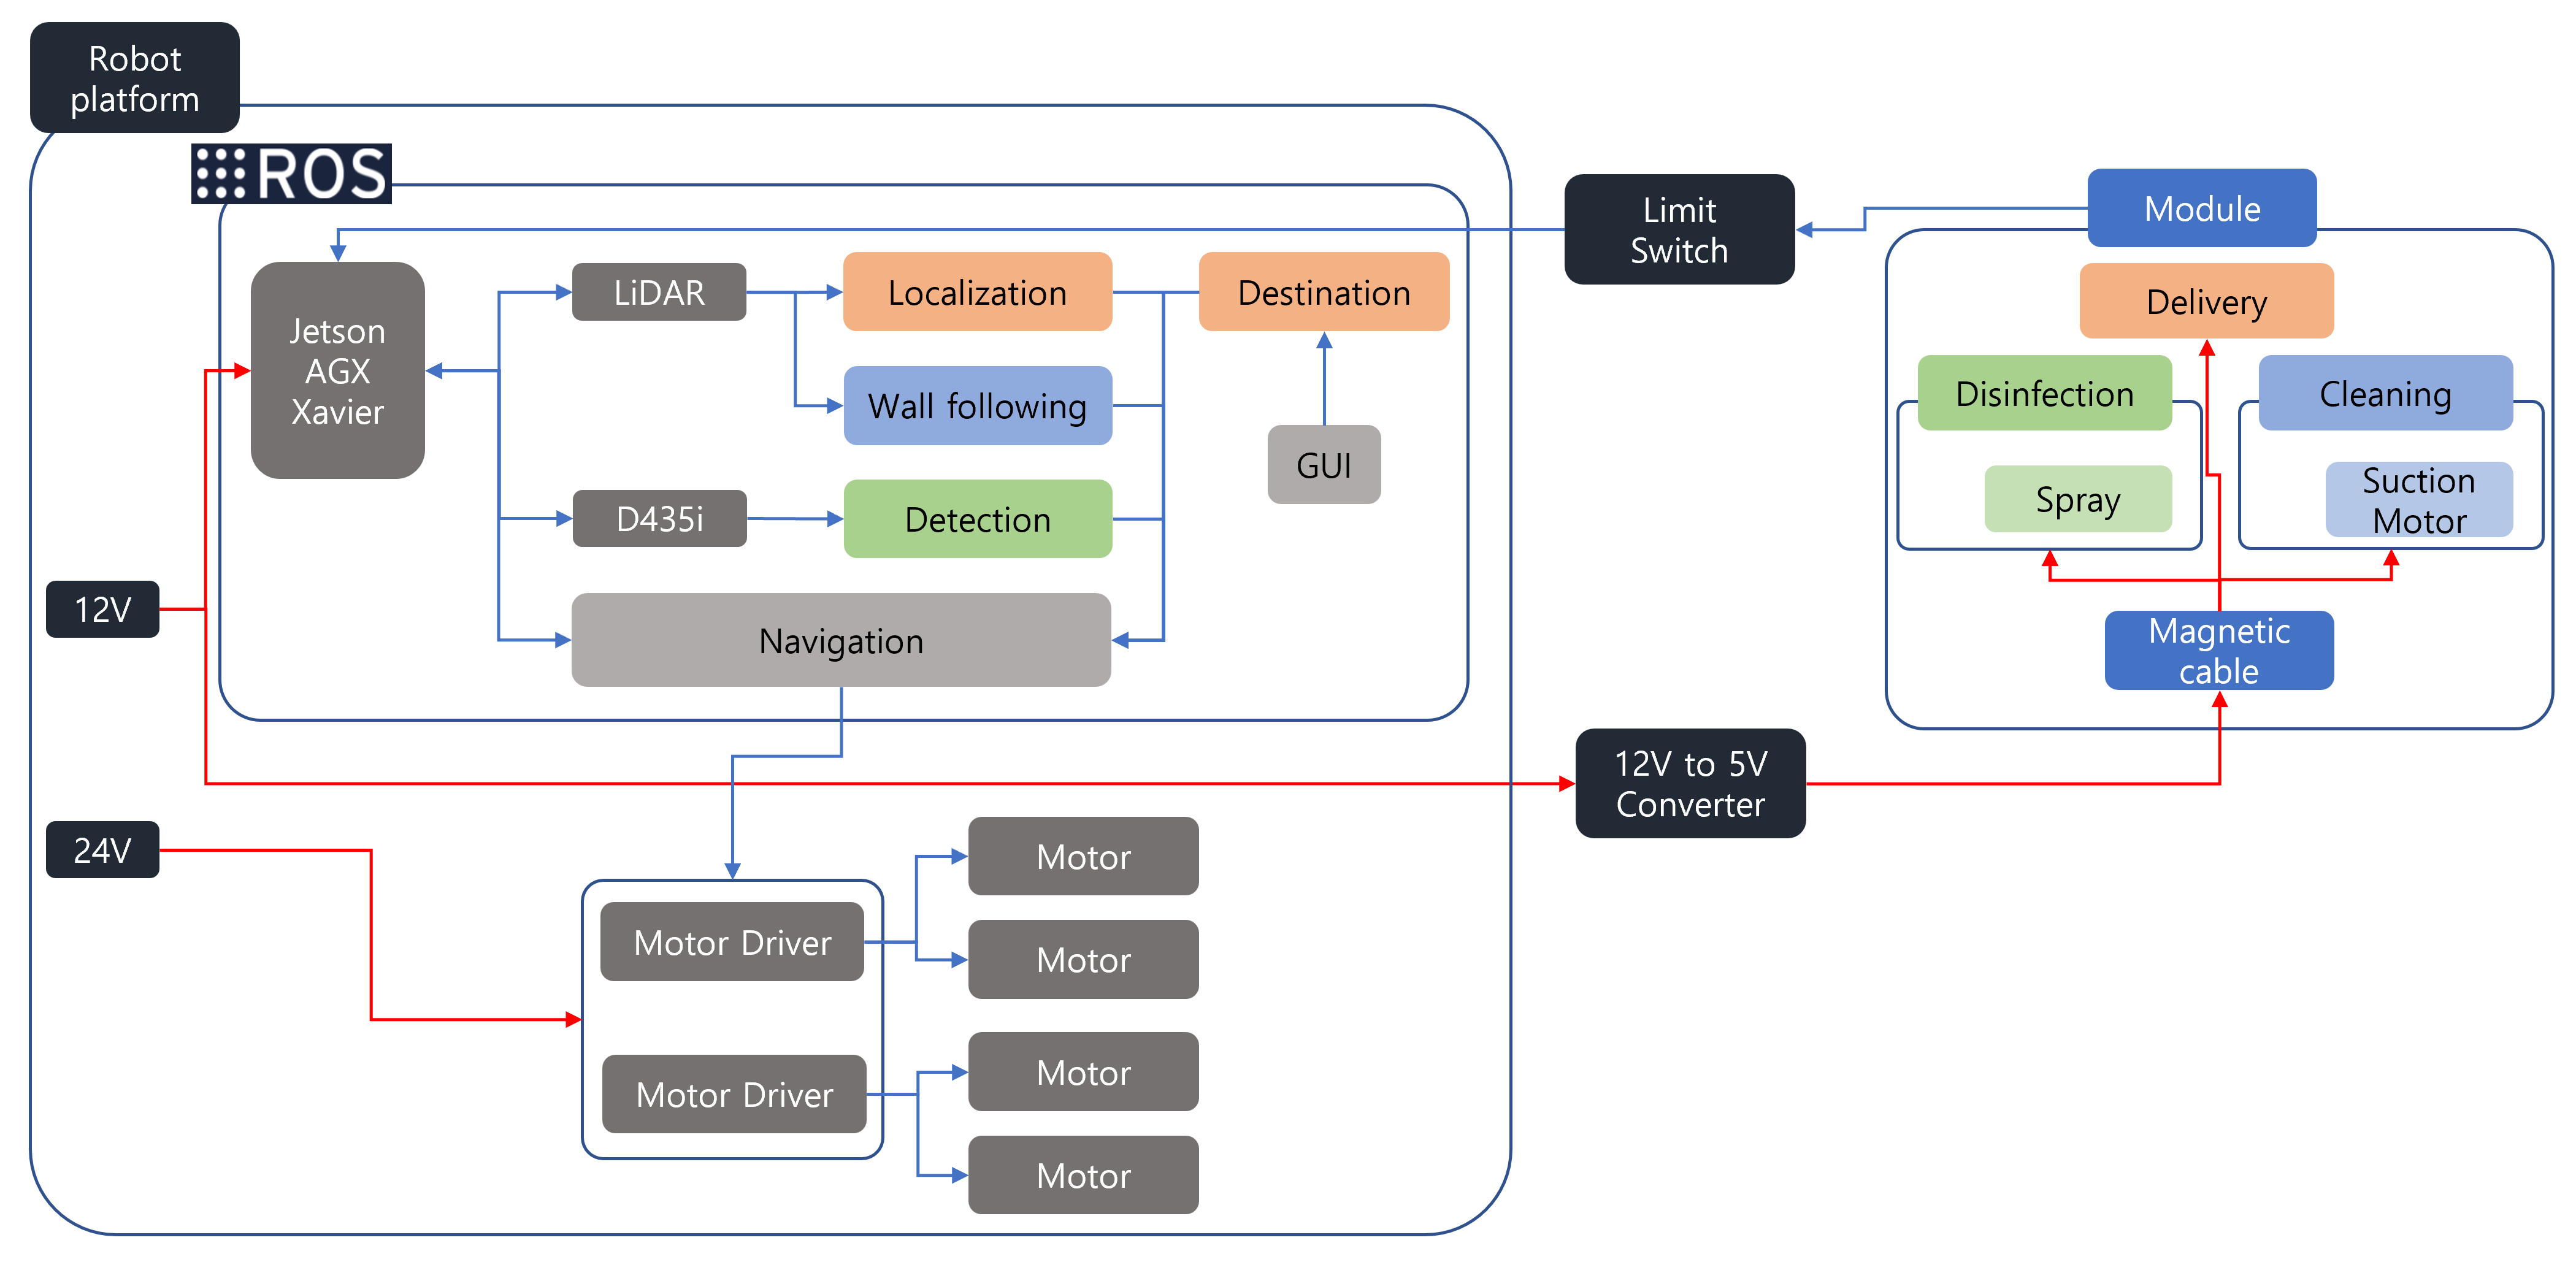 Robot
platform
ROS
Limit
Switch
Module
Jetson
AGX
Xavier
LiDAR
Localization
Destination
Delivery
Wall following
Disinfection
Cleaning
GUI
D435i
Detection
Spray
Suction
Motor
12V
Navigation
Magnetic
cable
12V to 5V
Converter
24V
Motor
Motor Driver
Motor
Motor
Motor Driver
Motor